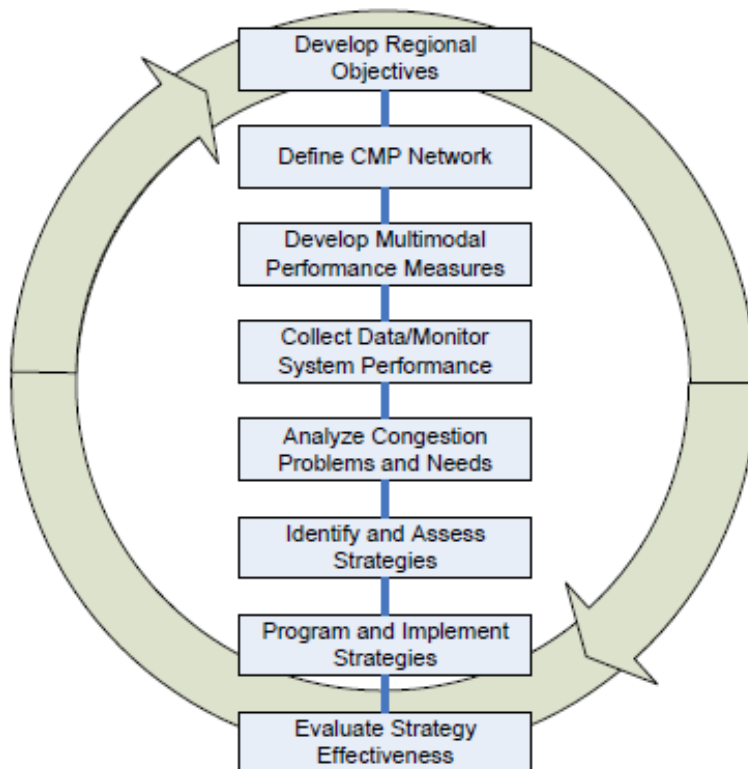 Develop Regional
Objectives
Define CMP Network
Develop Multimodal
Performance Measures
Collect Data/Monitor
System Performance
Analyze Congestion
Problems and Needs
Identify and Assess
Strategies
Program and Implement
Strategies
Evaluate Strategy
Effectiveness